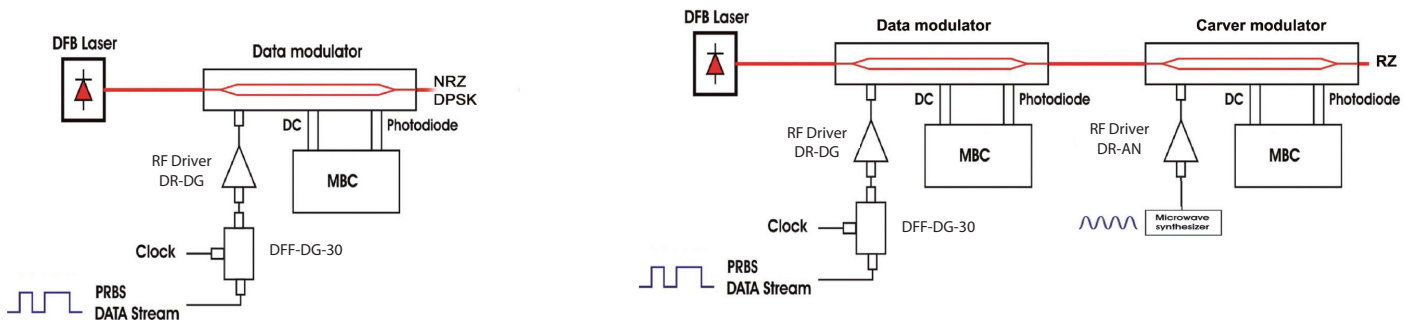 DFB Laser
Data modulator
NRZ
DPSK
DC
Photodiode
RF Driver
DR-DG
MBC
DFF-DG-30
Clock
PRBS
DATA Stream
DFB Laser
Data modulator
Carver modulator
RZ
DC
Photodiode
DC
Photodiode
RF Driver
DR-DG
MBC
RF Driver
DR-AN
MBC
Microwave
synthesizer
Clock
DFF-DG-30
PRBS
DATA Stream